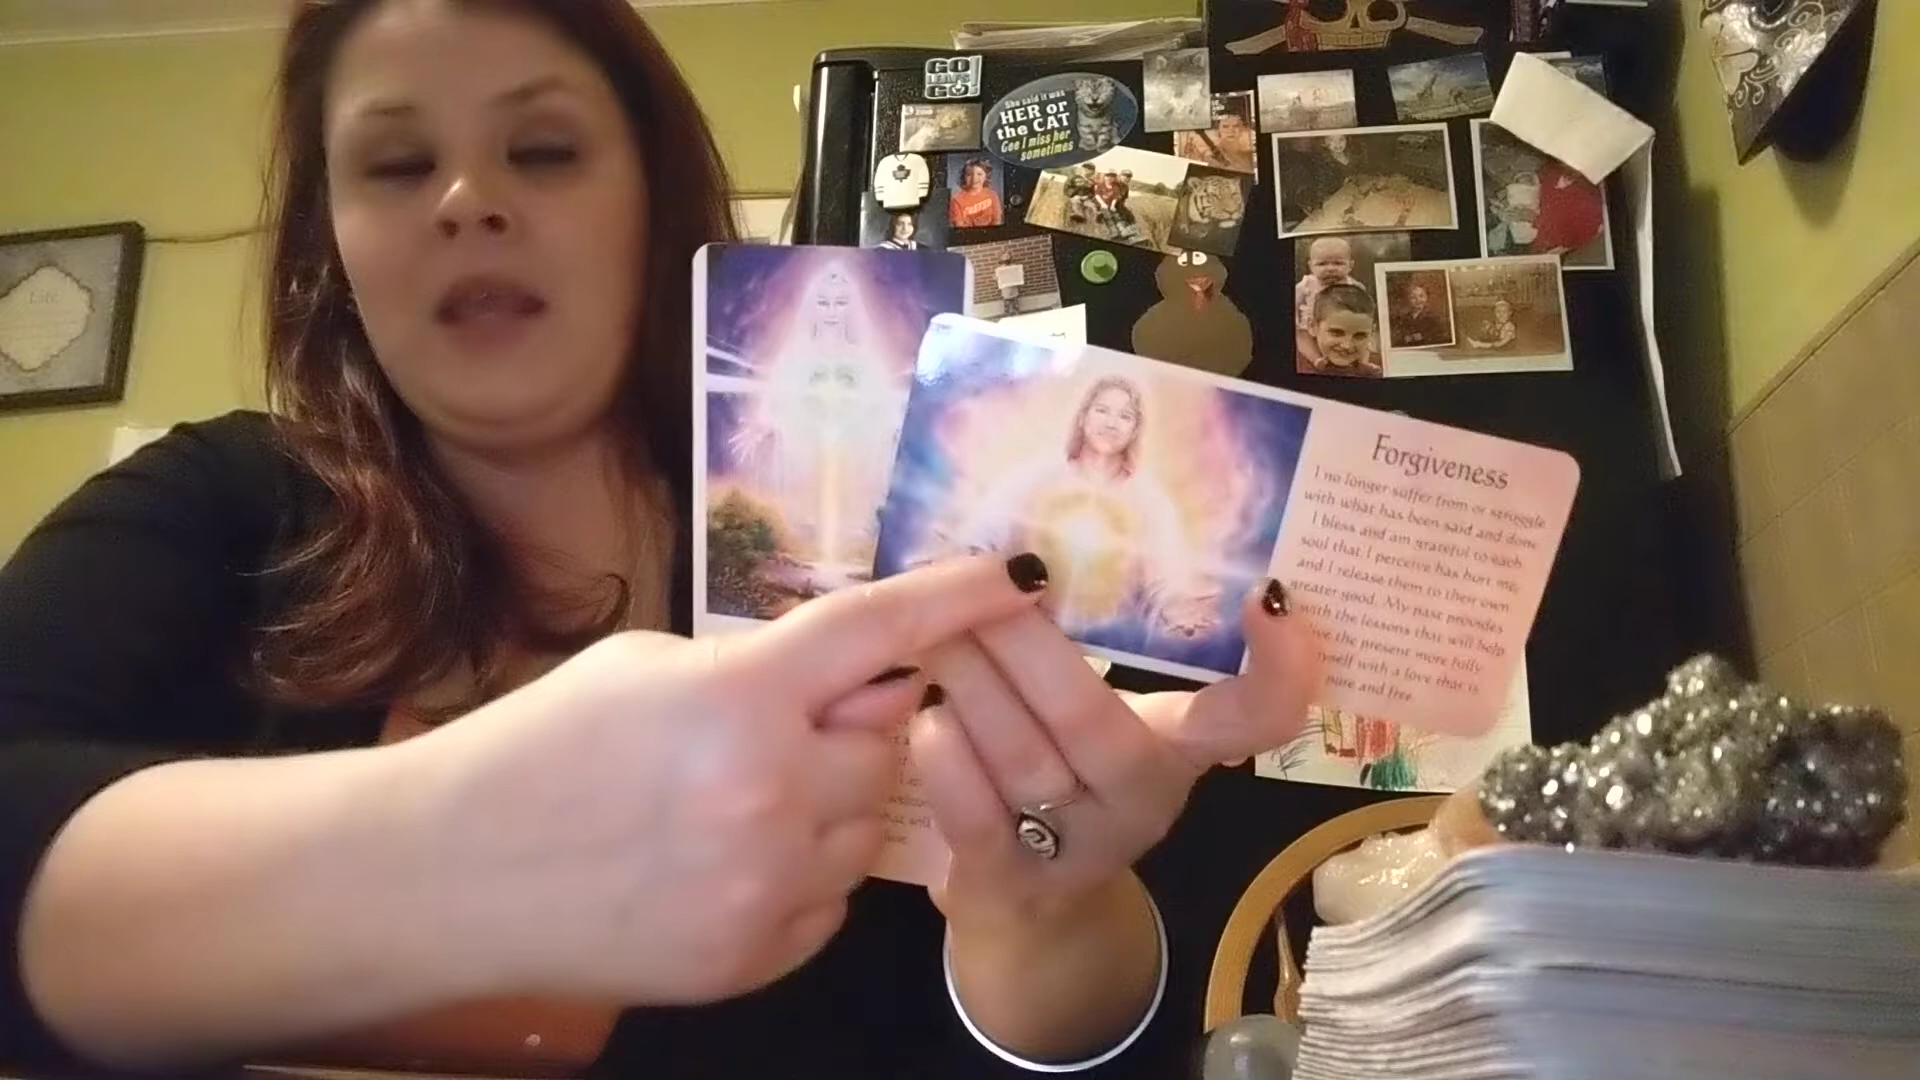 GO
LEAFS
GO!
She said it was
HER or
the CAT
Gee I miss her
sometimes
Life
Forgiveness
I no longer suffer from or struggle
with what has been said and done.
I bless and am grateful to each
soul that I perceive has hurt me,
and I release them to their own
greater good. My past provides
with the lessons that will help
live the present more fully
myself with a love that is
pure and free.
that will